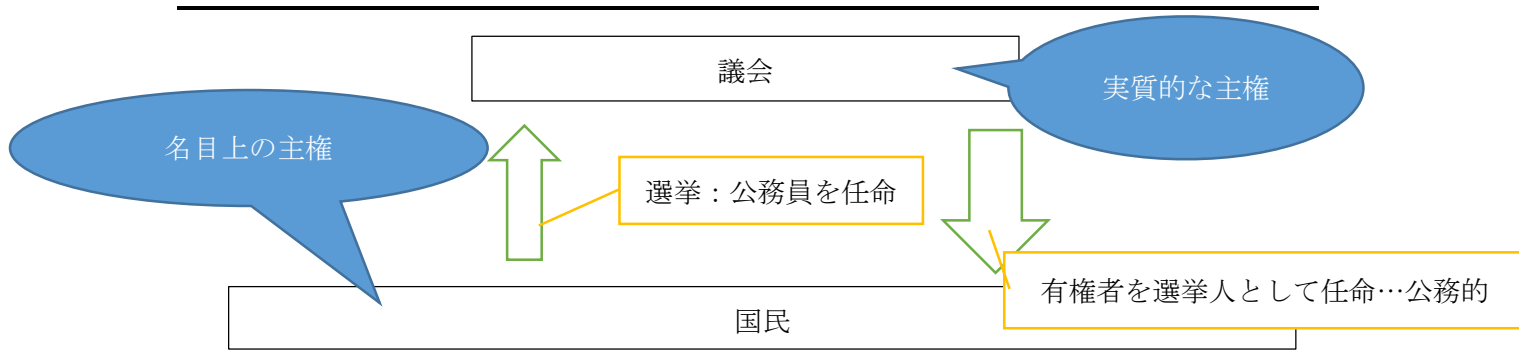 議会
実質的な主権
名目上の主権
選挙：公務員を任命
有権者を選挙人として任命…公務的
国民